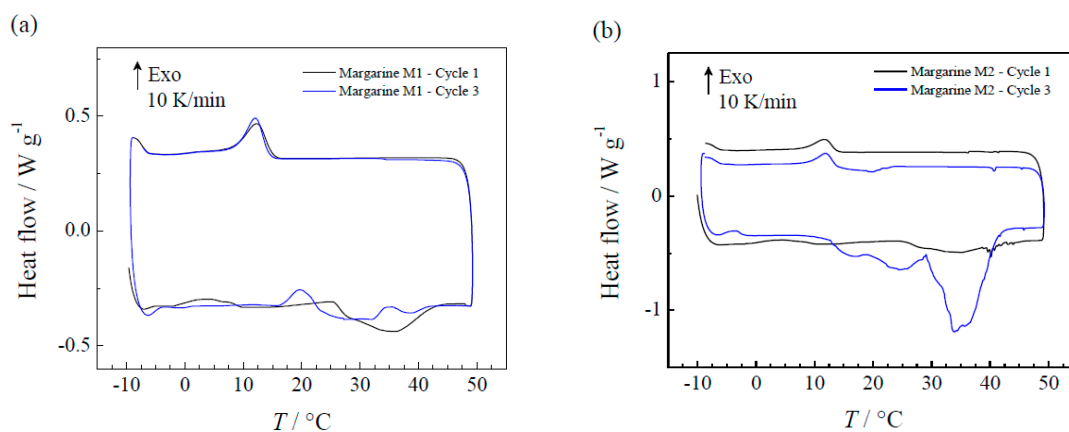 (a)
Exo
10 K/min
Margarine M1 - Cycle 1
Margarine M1 - Cycle 3
Heat flow / W g⁻¹
0.5
0.0
-0.5
-10 0 10 20 30 40 50
T / °C
(b)
Exo
10 K/min
Margarine M2 - Cycle 1
Margarine M2 - Cycle 3
Heat flow / W g⁻¹
1
0
-1
-10 0 10 20 30 40 50
T / °C